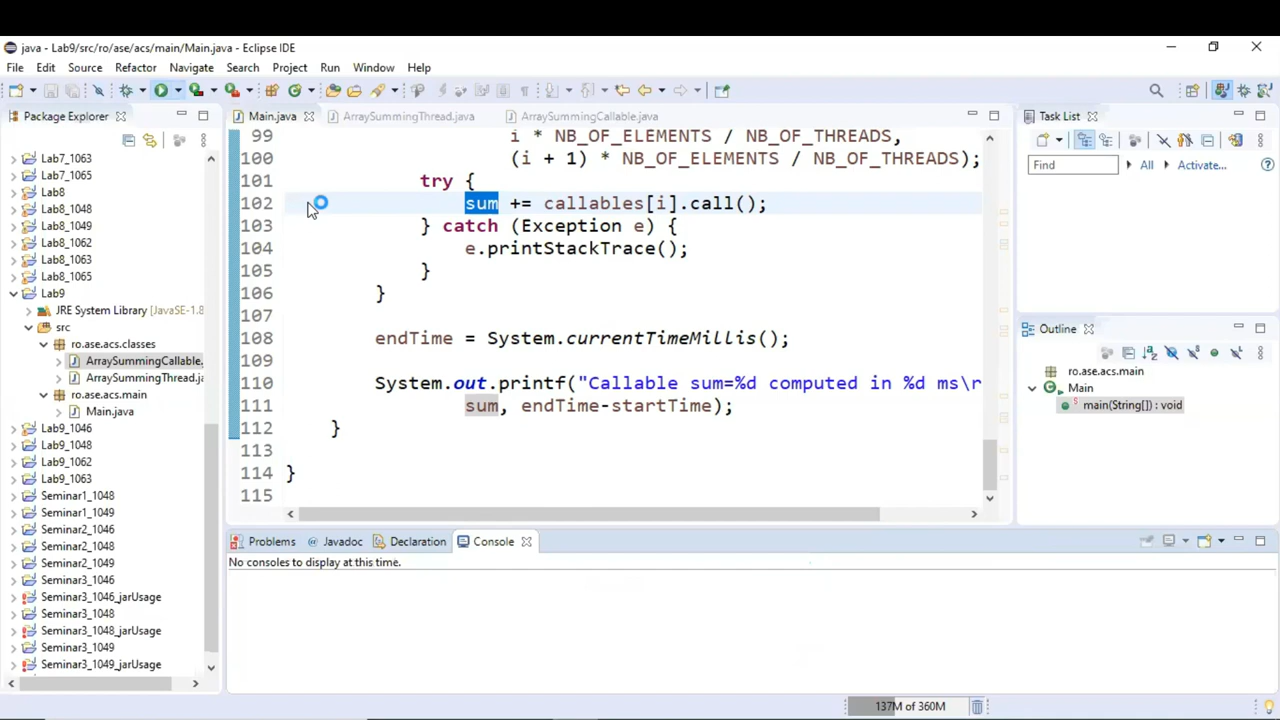 java - Lab9/src/ro/ase/acs/main/Main.java - Eclipse IDE
File Edit Source Refactor Navigate Search Project Run Window Help
Package Explorer
Lab7_1063
Lab7_1065
Lab8
Lab8_1048
Lab8_1049
Lab8_1062
Lab8_1063
Lab8_1065
Lab9
JRE System Library [JavaSE-1.8
src
ro.ase.acs.classes
ArraySummingCallable.
ArraySummingThread.ja
ro.ase.acs.main
Main.java
Lab9_1046
Lab9_1048
Lab9_1062
Lab9_1063
Seminar1_1048
Seminar1_1049
Seminar2_1046
Seminar2_1048
Seminar2_1049
Seminar3_1046
Seminar3_1046_jarUsage
Seminar3_1048
Seminar3_1048_jarUsage
Seminar3_1049
Seminar3_1049_jarUsage
Main.java ArraySummingThread.java ArraySummingCallable.java
99 i * NB_OF_ELEMENTS / NB_OF_THREADS,
100 (i + 1) * NB_OF_ELEMENTS / NB_OF_THREADS);
101 try {
102 sum += callables[i].call();
103 } catch (Exception e) {
104 e.printStackTrace();
105 }
106 }
107
108 endTime = System.currentTimeMillis();
109
110 System.out.printf("Callable sum=%d computed in %d ms\r
111 sum, endTime-startTime);
112 }
113
114 }
115
Task List
Find All Activate...
Outline
ro.ase.acs.main
Main
main(String[]) : void
Problems Javadoc Declaration Console
No consoles to display at this time.
137M of 360M